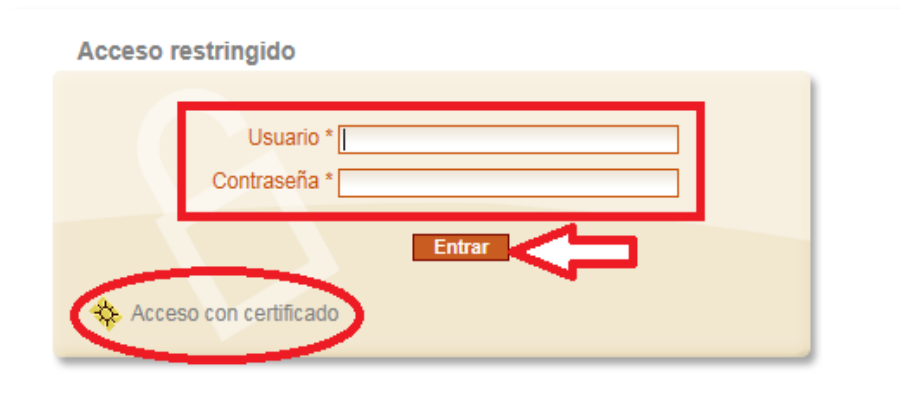 Acceso restringido
Usuario *
Contraseña *
Entrar
Acceso con certificado